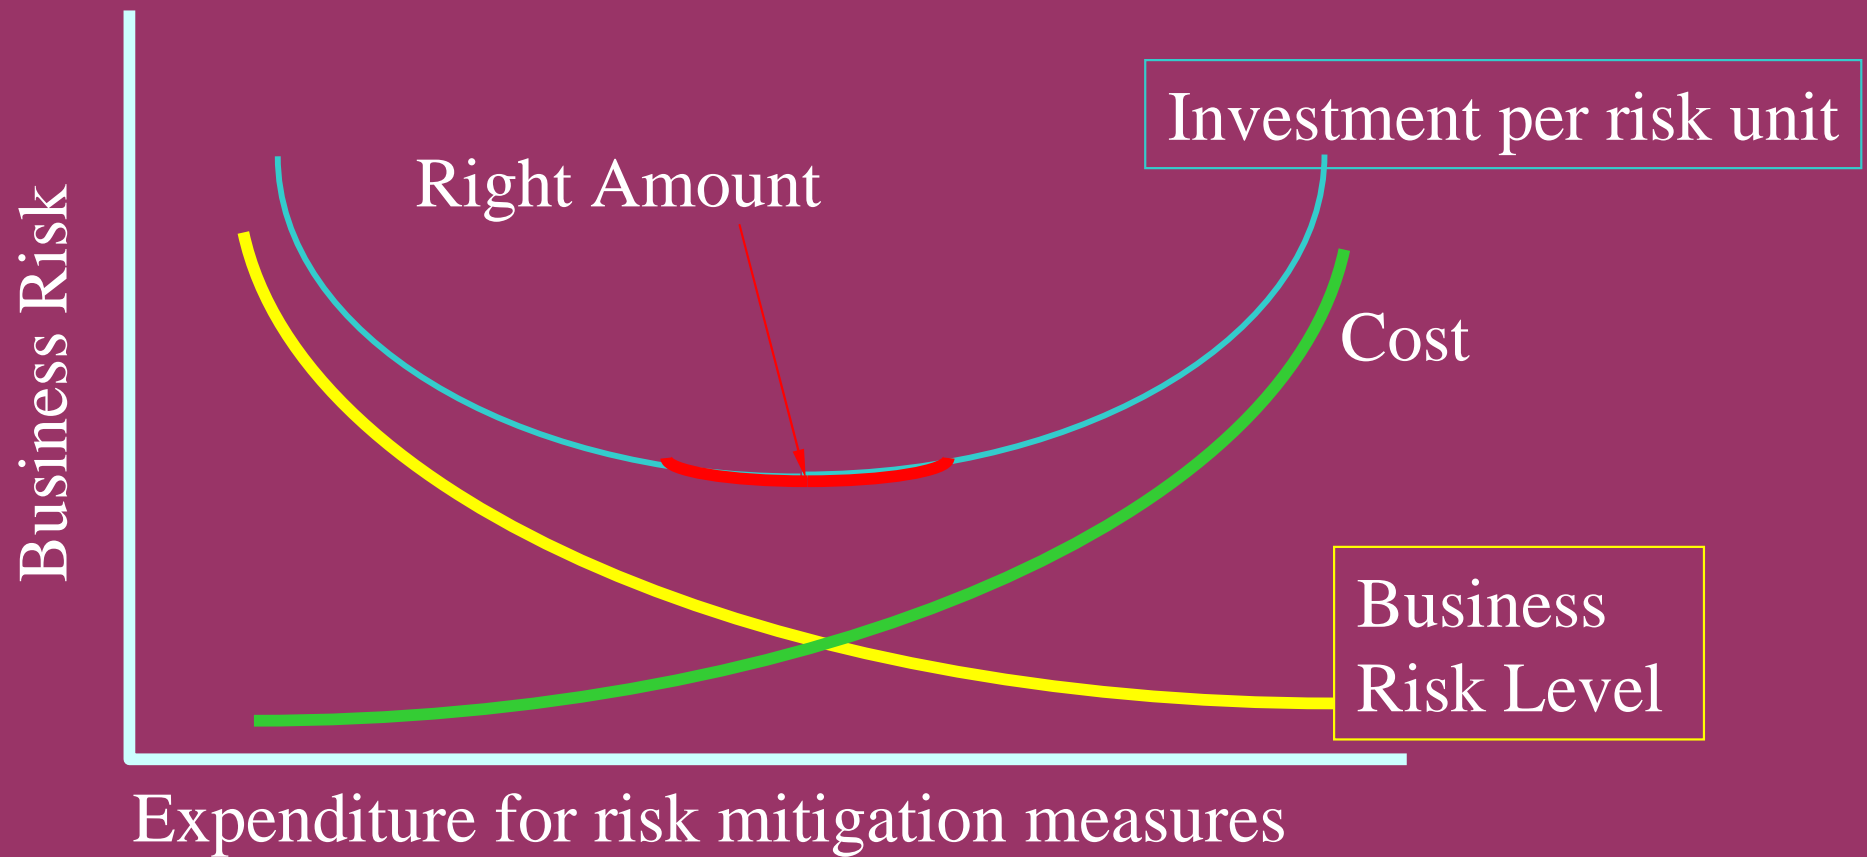 Investment per risk unit
Right Amount
Business Risk
Cost
Business
Risk Level
Expenditure for risk mitigation measures